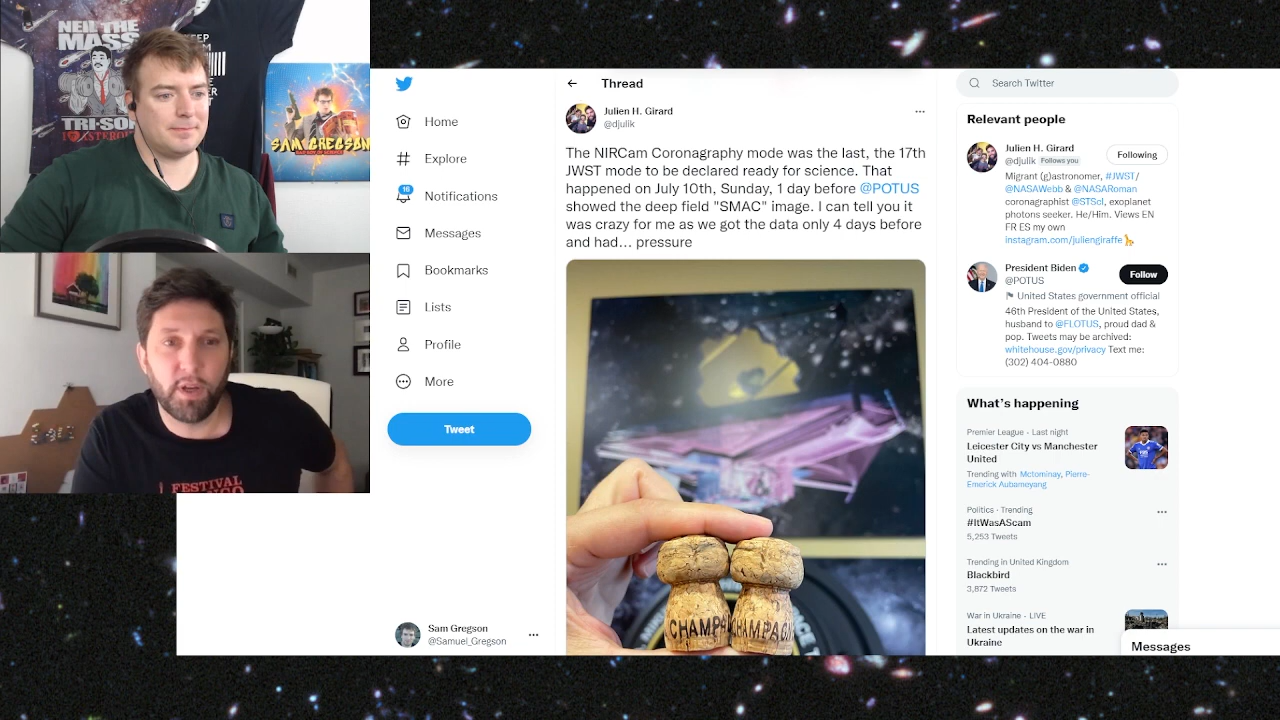 NEIL THE
MASS
TRI-SOP
SAM GREGSON
FESTIVAL
Home
Explore
16
Notifications
Messages
Bookmarks
Lists
Profile
More
Tweet
Sam Gregson
@Samuel_Gregson
Thread
Julien H. Girard
@djulik
The NIRCam Coronagraphy mode was the last, the 17th
JWST mode to be declared ready for science. That
happened on July 10th, Sunday, 1 day before @POTUS
showed the deep field "SMAC" image. I can tell you it
was crazy for me as we got the data only 4 days before
and had... pressure
CHAMPA
HAMPAGN
Search Twitter
Relevant people
Julien H. Girard
@djulik Follows you
Following
Migrant (g)astronomer, #JWST/
@NASAWebb & @NASARoman
coronagraphist @STScI, exoplanet
photons seeker. He/Him. Views EN
FR ES my own
instagram.com/juliengiraffe🦒
President Biden
@POTUS
Follow
United States government official
46th President of the United States,
husband to @FLOTUS, proud dad &
pop. Tweets may be archived:
whitehouse.gov/privacy Text me:
(302) 404-0880
What's happening
Premier League · Last night
Leicester City vs Manchester
United
Trending with Mctominay, Pierre-
Emerick Aubameyang
Politics · Trending
#ItWasAScam
5,253 Tweets
Trending in United Kingdom
Blackbird
3,872 Tweets
War in Ukraine · LIVE
Latest updates on the war in
Ukraine
Messages